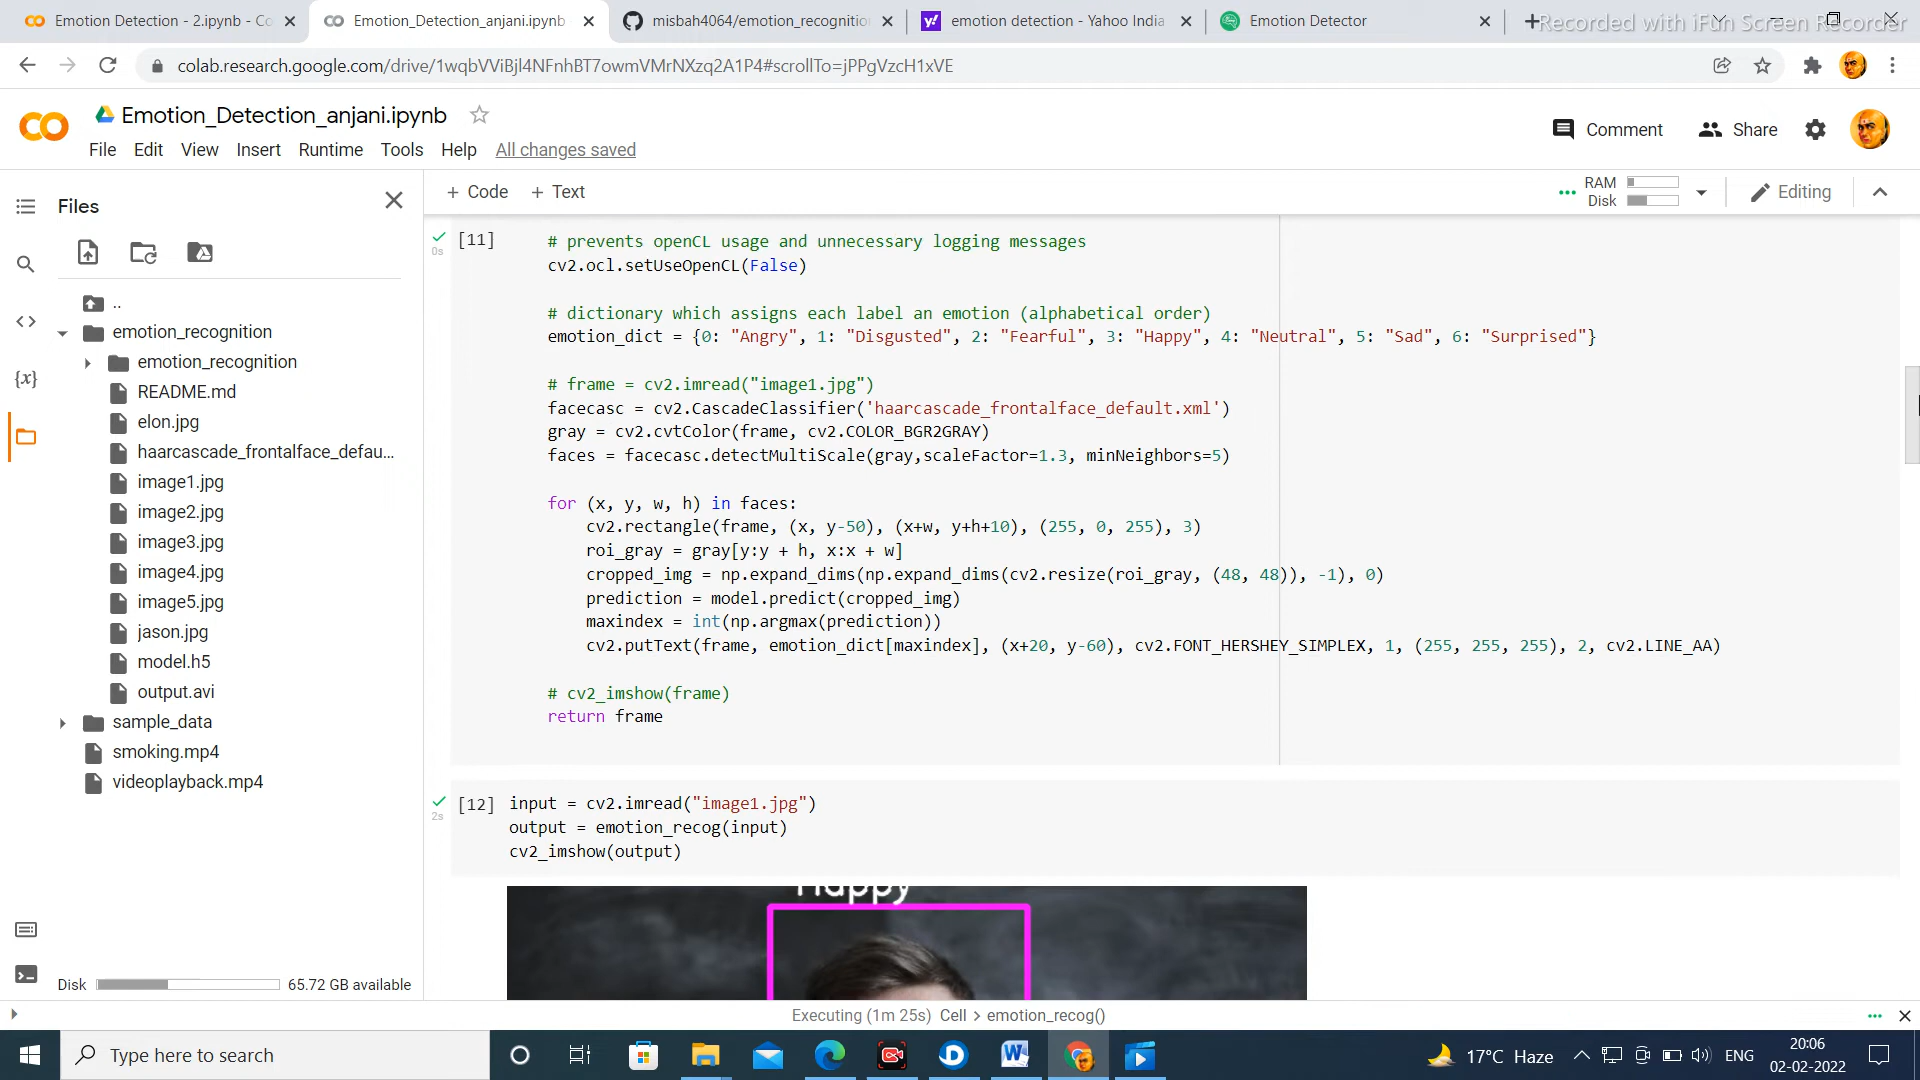 Emotion Detection - 2.ipynb - Co
Emotion_Detection_anjani.ipynb
misbah4064/emotion_recognition
emotion detection - Yahoo India
Emotion Detector
Recorded with iFun Screen Recorder
colab.research.google.com/drive/1wqbVViBjl4NFnhBT7owmVMrNXzq2A1P4#scrollTo=jPPgVzcH1xVE
Emotion_Detection_anjani.ipynb
Comment
Share
File Edit View Insert Runtime Tools Help All changes saved
Files
+ Code + Text
RAM
Disk
Editing
..
emotion_recognition
emotion_recognition
README.md
elon.jpg
haarcascade_frontalface_defau...
image1.jpg
image2.jpg
image3.jpg
image4.jpg
image5.jpg
jason.jpg
model.h5
output.avi
sample_data
smoking.mp4
videoplayback.mp4
Disk 65.72 GB available
[11]
0s
# prevents openCL usage and unnecessary logging messages
cv2.ocl.setUseOpenCL(False)
# dictionary which assigns each label an emotion (alphabetical order)
emotion_dict = {0: "Angry", 1: "Disgusted", 2: "Fearful", 3: "Happy", 4: "Neutral", 5: "Sad", 6: "Surprised"}
# frame = cv2.imread("image1.jpg")
facecasc = cv2.CascadeClassifier('haarcascade_frontalface_default.xml')
gray = cv2.cvtColor(frame, cv2.COLOR_BGR2GRAY)
faces = facecasc.detectMultiScale(gray,scaleFactor=1.3, minNeighbors=5)
for (x, y, w, h) in faces:
cv2.rectangle(frame, (x, y-50), (x+w, y+h+10), (255, 0, 255), 3)
roi_gray = gray[y:y + h, x:x + w]
cropped_img = np.expand_dims(np.expand_dims(cv2.resize(roi_gray, (48, 48)), -1), 0)
prediction = model.predict(cropped_img)
maxindex = int(np.argmax(prediction))
cv2.putText(frame, emotion_dict[maxindex], (x+20, y-60), cv2.FONT_HERSHEY_SIMPLEX, 1, (255, 255, 255), 2, cv2.LINE_AA)
# cv2_imshow(frame)
return frame
[12]
2s
input = cv2.imread("image1.jpg")
output = emotion_recog(input)
cv2_imshow(output)
Happy
Executing (1m 25s) Cell > emotion_recog()
Type here to search
17°C Haze
ENG
20:06
02-02-2022